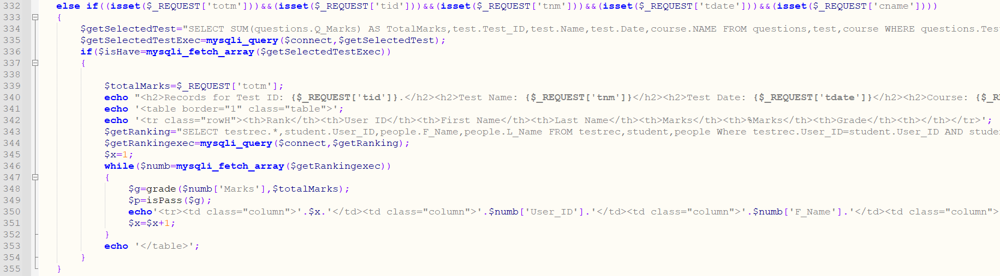 332 else if((isset($_REQUEST['totm']))&&(isset($_REQUEST['tid']))&&(isset($_REQUEST['tnm']))&&(isset($_REQUEST['tdate']))&&(isset($_REQUEST['cname'])))
333 {
334 $getSelectedTest="SELECT SUM(questions.Q_Marks) AS TotalMarks,test.Test_ID,test.Name,test.Date,course.NAME FROM questions,test,course WHERE questions.Tes
335 $getSelectedTestExec=mysqli_query($connect,$getSelectedTest);
336 if($isHave=mysqli_fetch_array($getSelectedTestExec))
337 {
338
339 $totalMarks=$_REQUEST['totm'];
340 echo "<h2>Records for Test ID: {$_REQUEST['tid']}.</h2><h2>Test Name: {$_REQUEST['tnm']}</h2><h2>Test Date: {$_REQUEST['tdate']}</h2><h2>Course: {$_R
341 echo '<table border="1" class="table">';
342 echo '<tr class="rowH"><th>Rank</th><th>User ID</th><th>First Name</th><th>Last Name</th><th>Marks</th><th>%Marks</th><th>Grade</th><th></th></tr>';
343 $getRanking="SELECT testrec.*,student.User_ID,people.F_Name,people.L_Name FROM testrec,student,people Where testrec.User_ID=student.User_ID AND stude
344 $getRankingexec=mysqli_query($connect,$getRanking);
345 $x=1;
346 while($numb=mysqli_fetch_array($getRankingexec))
347 {
348 $g=grade($numb['Marks'],$totalMarks);
349 $p=isPass($g);
350 echo'<tr><td class="column">'.$x.'</td><td class="column">'.$numb['User_ID'].'</td><td class="column">'.$numb['F_Name'].'</td><td class="column">
351 $x=$x+1;
352 }
353 echo '</table>';
354 }
355 }